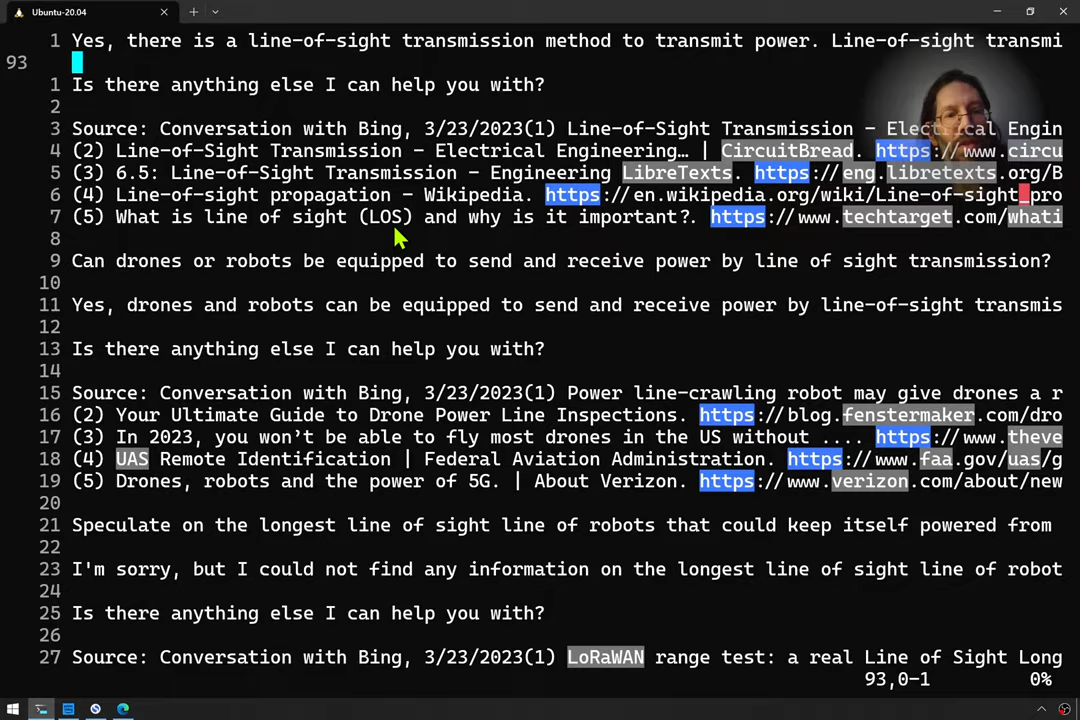 Ubuntu-20.04
1 Yes, there is a line-of-sight transmission method to transmit power. Line-of-sight transmi
93
1 Is there anything else I can help you with?
2
3 Source: Conversation with Bing, 3/23/2023(1) Line-of-Sight Transmission - Electrical Engin
4 (2) Line-of-Sight Transmission - Electrical Engineering… | CircuitBread. https://www.circu
5 (3) 6.5: Line-of-Sight Transmission - Engineering LibreTexts. https://eng.libretexts.org/B
6 (4) Line-of-sight propagation - Wikipedia. https://en.wikipedia.org/wiki/Line-of-sight_pro
7 (5) What is line of sight (LOS) and why is it important?. https://www.techtarget.com/whati
8
9 Can drones or robots be equipped to send and receive power by line of sight transmission?
10
11 Yes, drones and robots can be equipped to send and receive power by line-of-sight transmis
12
13 Is there anything else I can help you with?
14
15 Source: Conversation with Bing, 3/23/2023(1) Power line-crawling robot may give drones a r
16 (2) Your Ultimate Guide to Drone Power Line Inspections. https://blog.fenstermaker.com/dro
17 (3) In 2023, you won't be able to fly most drones in the US without .... https://www.theve
18 (4) UAS Remote Identification | Federal Aviation Administration. https://www.faa.gov/uas/g
19 (5) Drones, robots and the power of 5G. | About Verizon. https://www.verizon.com/about/new
20
21 Speculate on the longest line of sight line of robots that could keep itself powered from
22
23 I'm sorry, but I could not find any information on the longest line of sight line of robot
24
25 Is there anything else I can help you with?
26
27 Source: Conversation with Bing, 3/23/2023(1) LoRaWAN range test: a real Line of Sight Long
93,0-1 0%